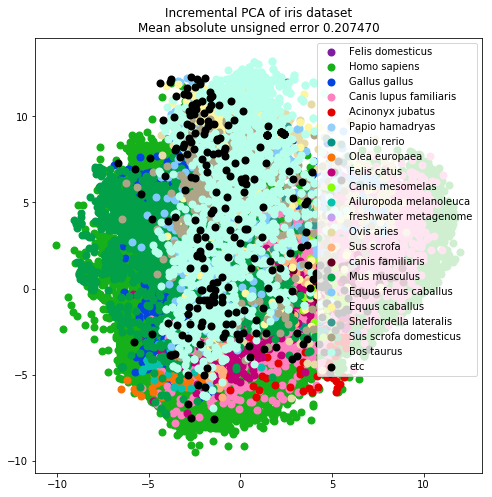 Incremental PCA of iris dataset
Mean absolute unsigned error 0.207470
Felis domesticus
Homo sapiens
Gallus gallus
Canis lupus familiaris
Acinonyx jubatus
Papio hamadryas
Danio rerio
Olea europaea
Felis catus
Canis mesomelas
Ailuropoda melanoleuca
freshwater metagenome
Ovis aries
Sus scrofa
canis familiaris
Mus musculus
Equus ferus caballus
Equus caballus
Shelfordella lateralis
Sus scrofa domesticus
Bos taurus
etc
10
5
0
−5
−10
−10
−5
0
5
10